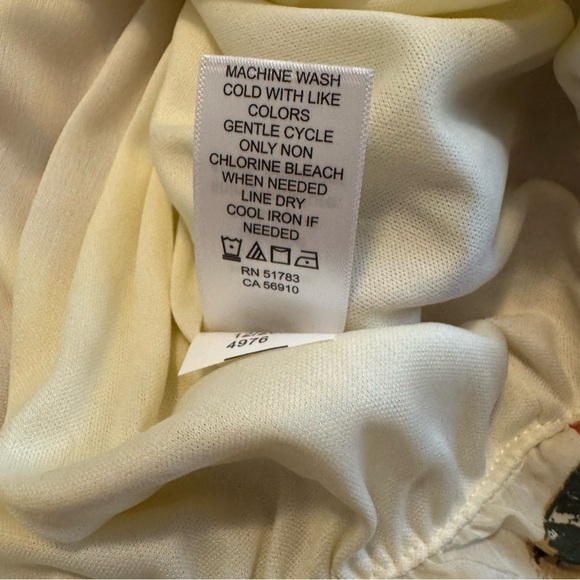 MACHINE WASH
COLD WITH LIKE
COLORS
GENTLE CYCLE
ONLY NON
CHLORINE BLEACH
WHEN NEEDED
LINE DRY
COOL IRON IF
NEEDED
RN 51783
CA 56910
4976